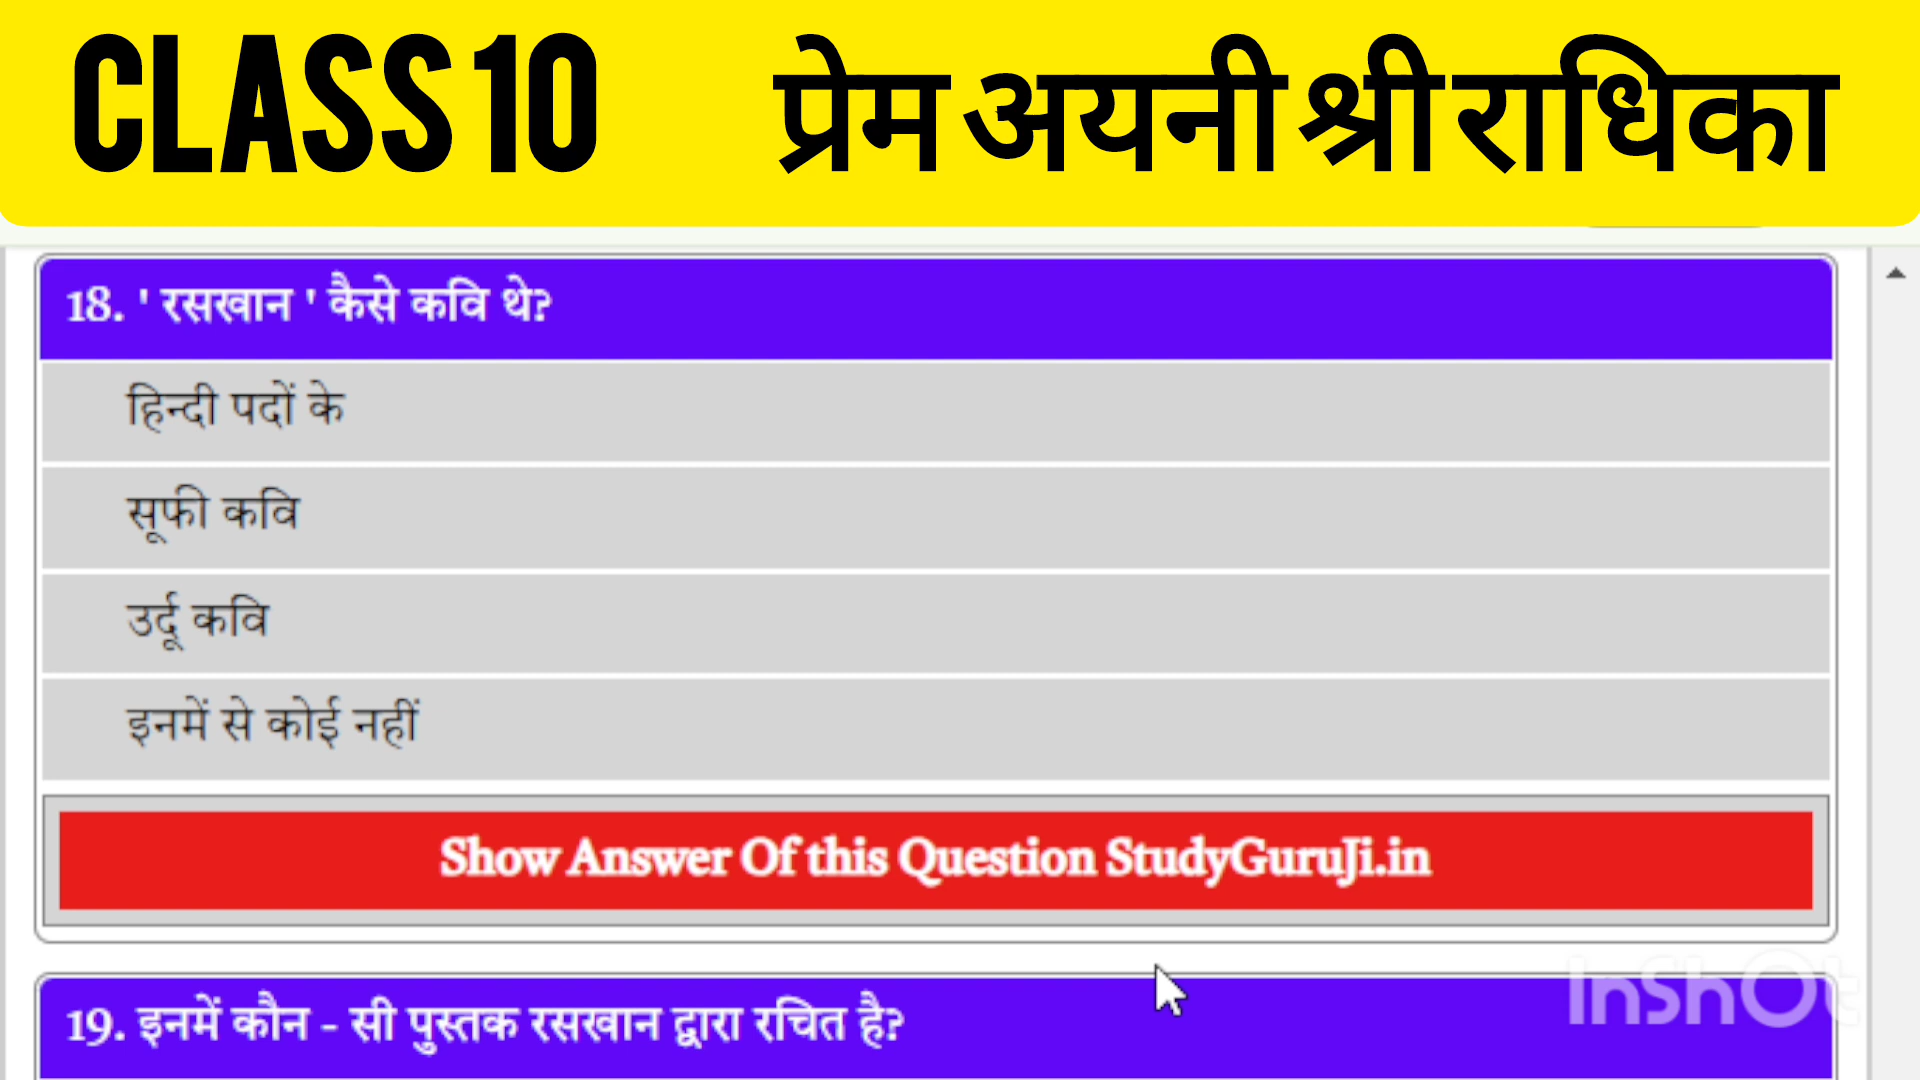 CLASS 10 प्रेम अयनी श्री राधिका
18. ' रसखान ' कैसे कवि थे?
हिन्दी पदों के
सूफी कवि
उर्दू कवि
इनमें से कोई नहीं
Show Answer Of this Question StudyGuruJi.in
InShOt
19. इनमें कौन - सी पुस्तक रसखान द्वारा रचित है?